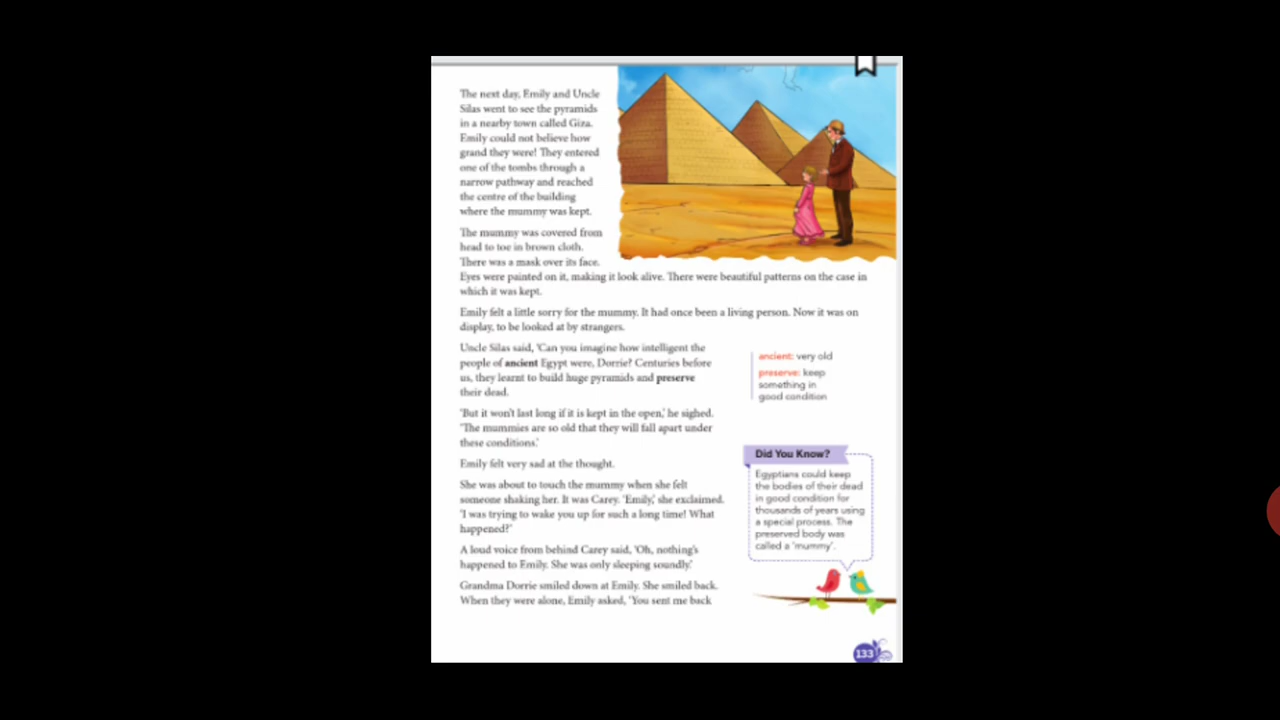 The next day, Emily and Uncle
Silas went to see the pyramids
in a nearby town called Giza.
Emily could not believe how
grand they were! They entered
one of the tombs through a
narrow pathway and reached
the centre of the building
where the mummy was kept.
The mummy was covered from
head to toe in brown cloth.
There was a mask over its face.
Eyes were painted on it, making it look alive. There were beautiful patterns on the case in
which it was kept.
Emily felt a little sorry for the mummy. It had once been a living person. Now it was on
display, to be looked at by strangers.
Uncle Silas said, 'Can you imagine how intelligent the
people of ancient Egypt were, Dorrie? Centuries before
us, they learnt to build huge pyramids and preserve
their dead.
'But it won't last long if it is kept in the open,' he sighed.
'The mummies are so old that they will fall apart under
these conditions.'
Emily felt very sad at the thought.
She was about to touch the mummy when she felt
someone shaking her. It was Carey. 'Emily,' she exclaimed.
'I was trying to wake you up for such a long time! What
happened?'
A loud voice from behind Carey said, 'Oh, nothing's
happened to Emily. She was only sleeping soundly.'
Grandma Dorrie smiled down at Emily. She smiled back.
When they were alone, Emily asked, 'You sent me back
ancient: very old
preserve: keep
something in
good condition
Did You Know?
Egyptians could keep
the bodies of their dead
in good condition for
thousands of years using
a special process. The
preserved body was
called a 'mummy'.
133